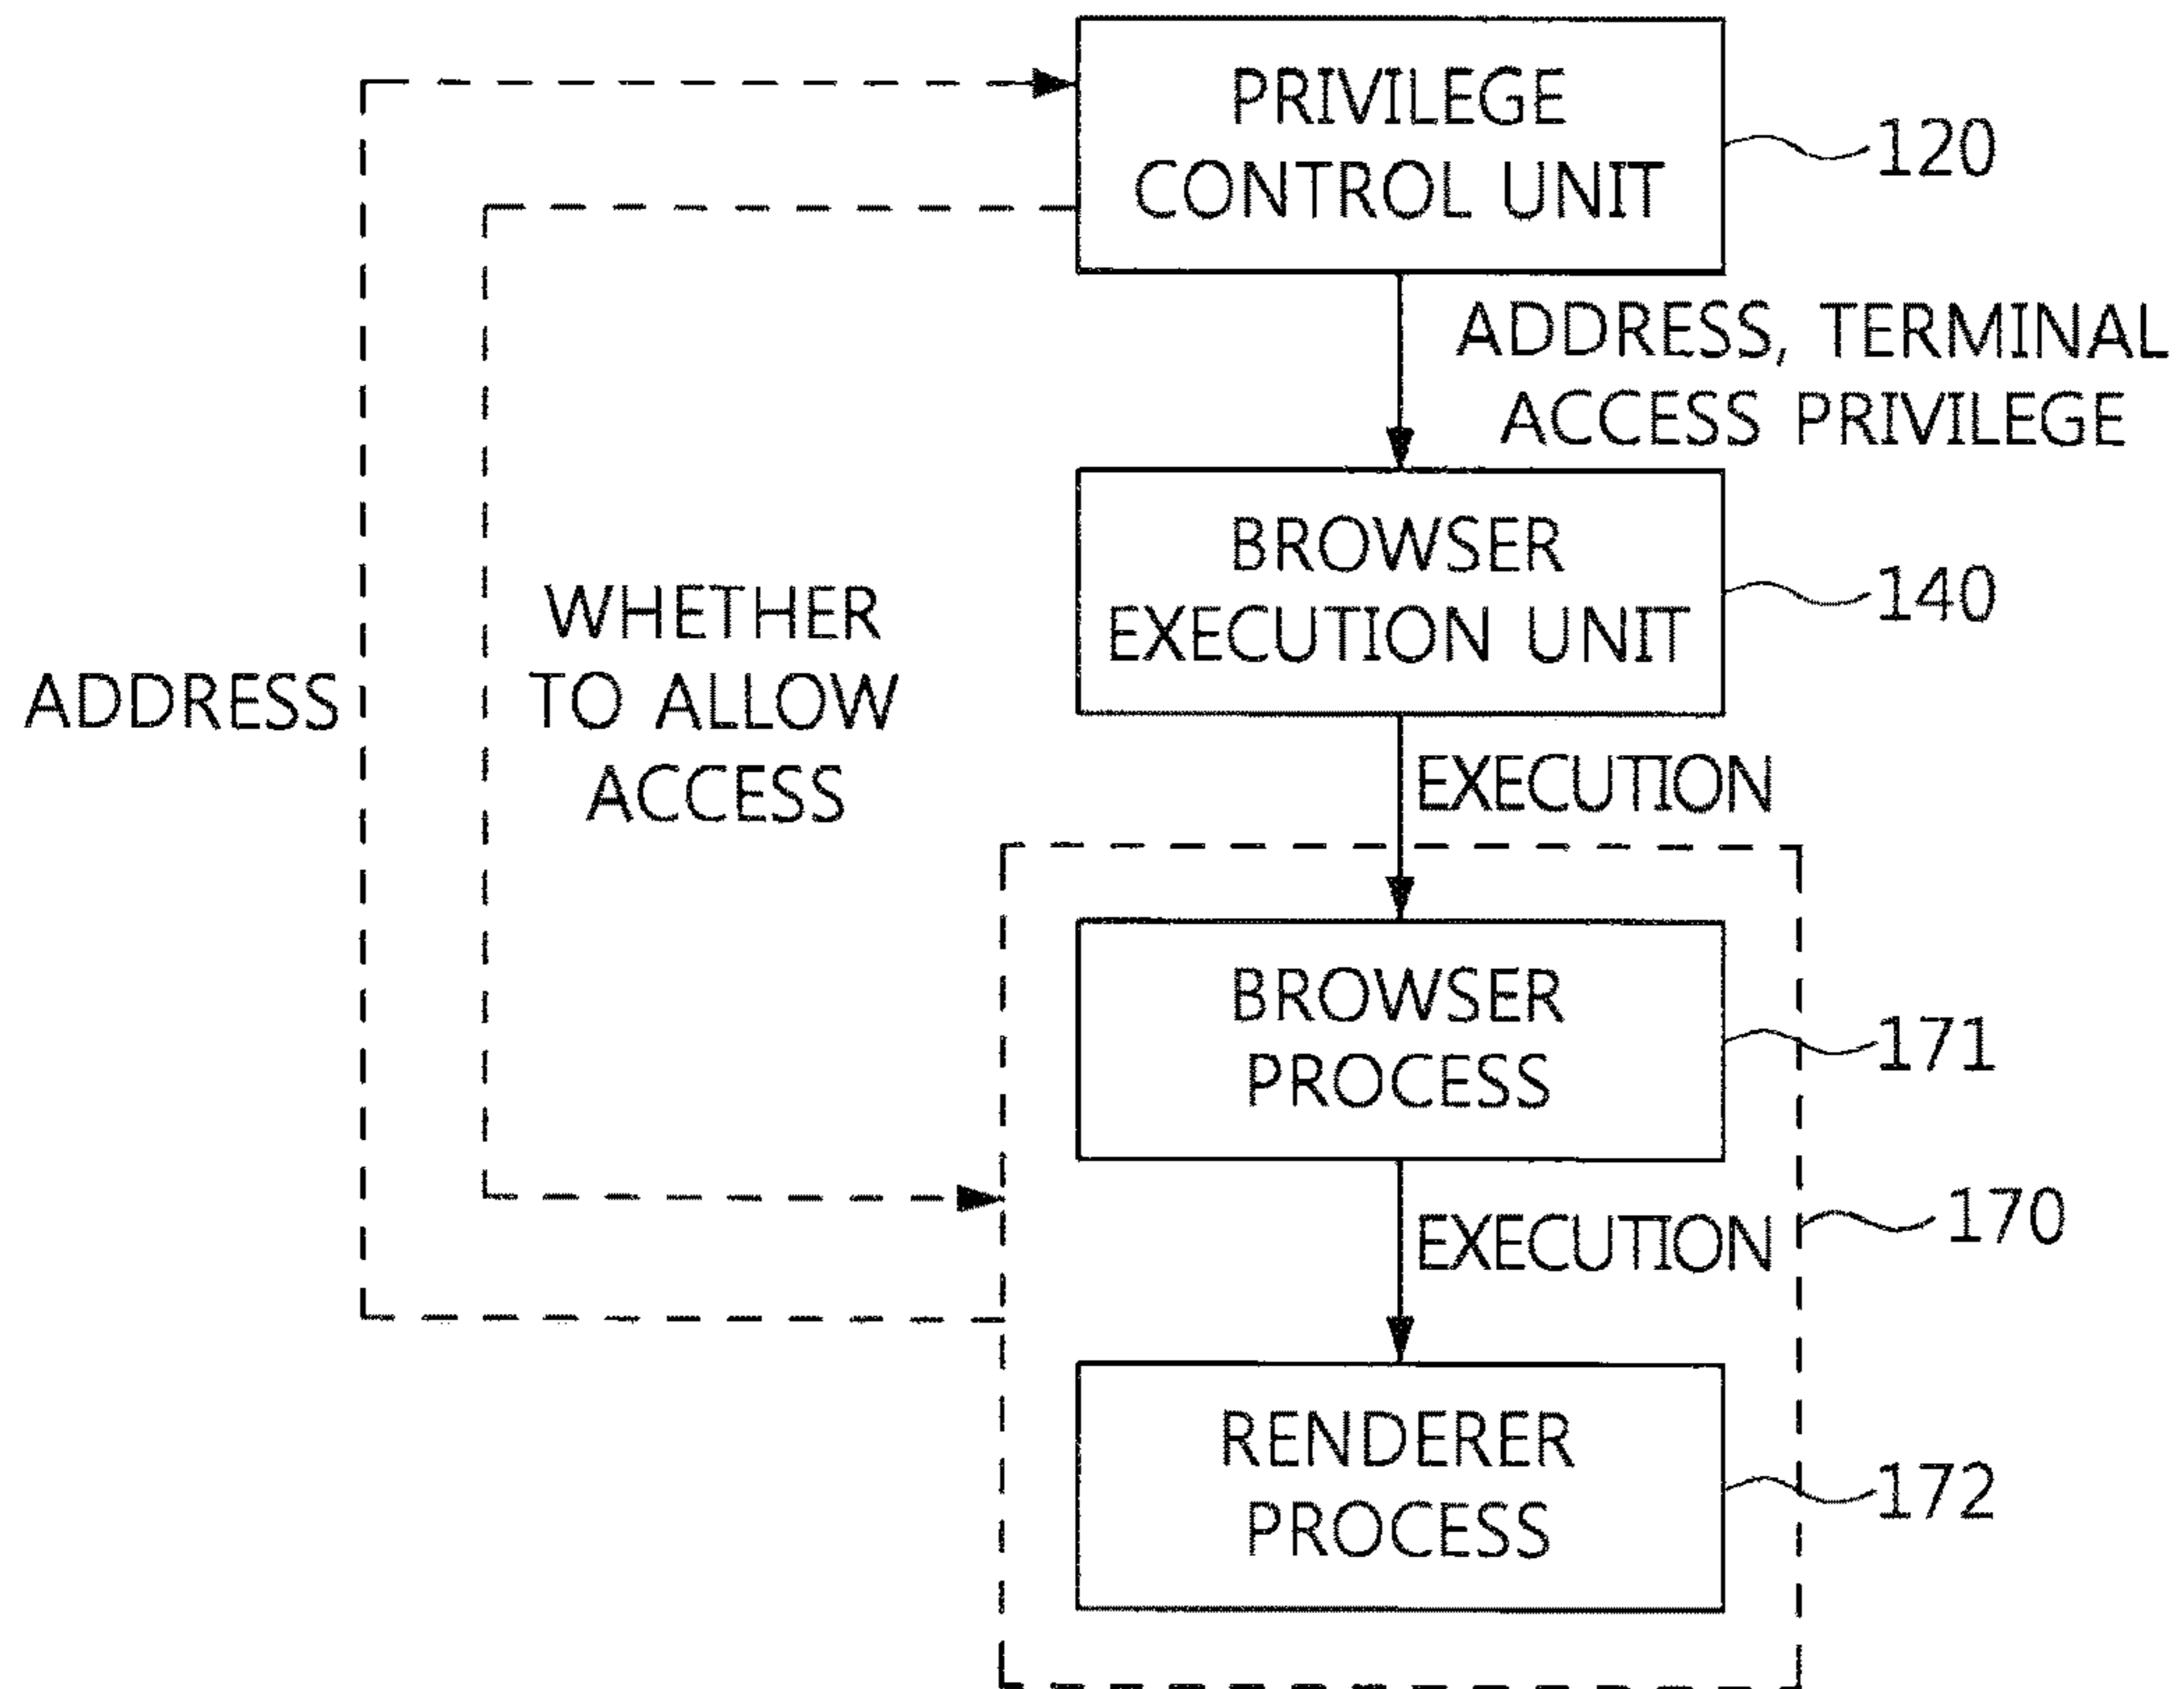 PRIVILEGE
CONTROL UNIT
120
ADDRESS, TERMINAL
ACCESS PRIVILEGE
BROWSER
EXECUTION UNIT
140
WHETHER
TO ALLOW
ACCESS
ADDRESS
EXECUTION
BROWSER
PROCESS
171
EXECUTION
170
RENDERER
PROCESS
172